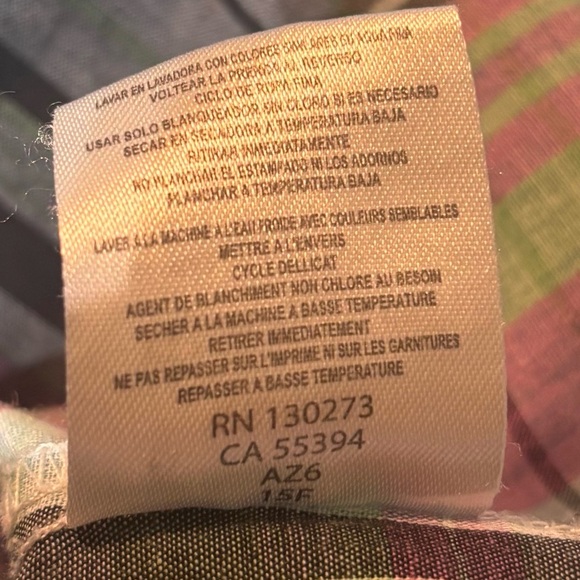 LAVAR EN LAVADORA CON COLORES SIMILARES EN AGUA FRIA
VOLTEAR LA PRENDA AL REVERSO
CICLO DE ROPA FINA
USAR SOLO BLANQUEADOR SIN CLORO SI ES NECESARIO
SECAR EN SECADORA A TEMPERATURA BAJA
RITIRAR INMEDIATAMENTE
NO PLANCHAR EL ESTAMPADO NI LOS ADORNOS
PLANCHAR A TEMPERATURA BAJA
LAVER A LA MACHINE A L'EAU FROIDE AVEC COULEURS SEMBLABLES
METTRE A L'ENVERS
CYCLE DELLICAT
AGENT DE BLANCHIMENT NON CHLORE AU BESOIN
SECHER A LA MACHINE A BASSE TEMPERATURE
RETIRER IMMEDIATEMENT
NE PAS REPASSER SUR L'IMPRIME NI SUR LES GARNITURES
REPASSER A BASSE TEMPERATURE
RN 130273
CA 55394
AZ6
15F